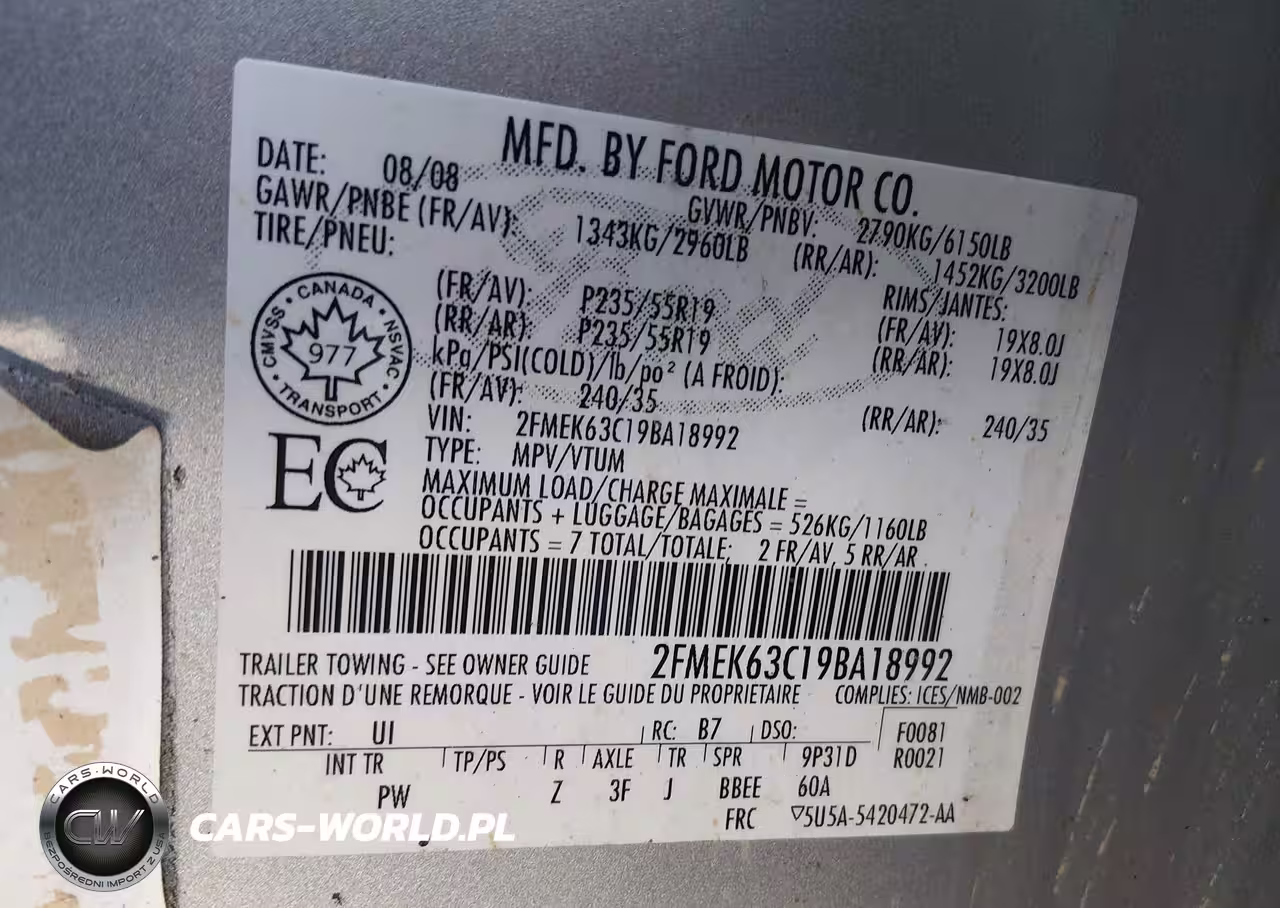 MFD. BY FORD MOTOR CO.
DATE: 08/08 GVWR/PNBV: 2790KG/6150LB
GAWR/PNBE (FR/AV): 1343KG/2960LB (RR/AR): 1452KG/3200LB
TIRE/PNEU: RIMS/JANTES:
(FR/AV): P235/55R19 (FR/AV): 19X8.0J
(RR/AR): P235/55R19 (RR/AR): 19X8.0J
kPa/PSI(COLD)/lb/po² (A FROID):
(FR/AV): 240/35 (RR/AR): 240/35
VIN: 2FMEK63C19BA18992
TYPE: MPV/VTUM
MAXIMUM LOAD/CHARGE MAXIMALE =
OCCUPANTS + LUGGAGE/BAGAGES = 526KG/1160LB
OCCUPANTS = 7 TOTAL/TOTALE; 2 FR/AV, 5 RR/AR
CANADA
CMVSS • NSVAC
977
TRANSPORT
EC
2FMEK63C19BA18992
TRAILER TOWING - SEE OWNER GUIDE
TRACTION D'UNE REMORQUE - VOIR LE GUIDE DU PROPRIETAIRE COMPLIES: ICES/NMB-002
EXT PNT: UI RC: B7 DSO: F0081
INT TR TP/PS R AXLE TR SPR 9P31D R0021
PW Z 3F J BBEE 60A
FRC ▽5U5A-5420472-AA
CARS-WORLD
CW
BEZPOŚREDNI IMPORT Z USA
CARS-WORLD.PL